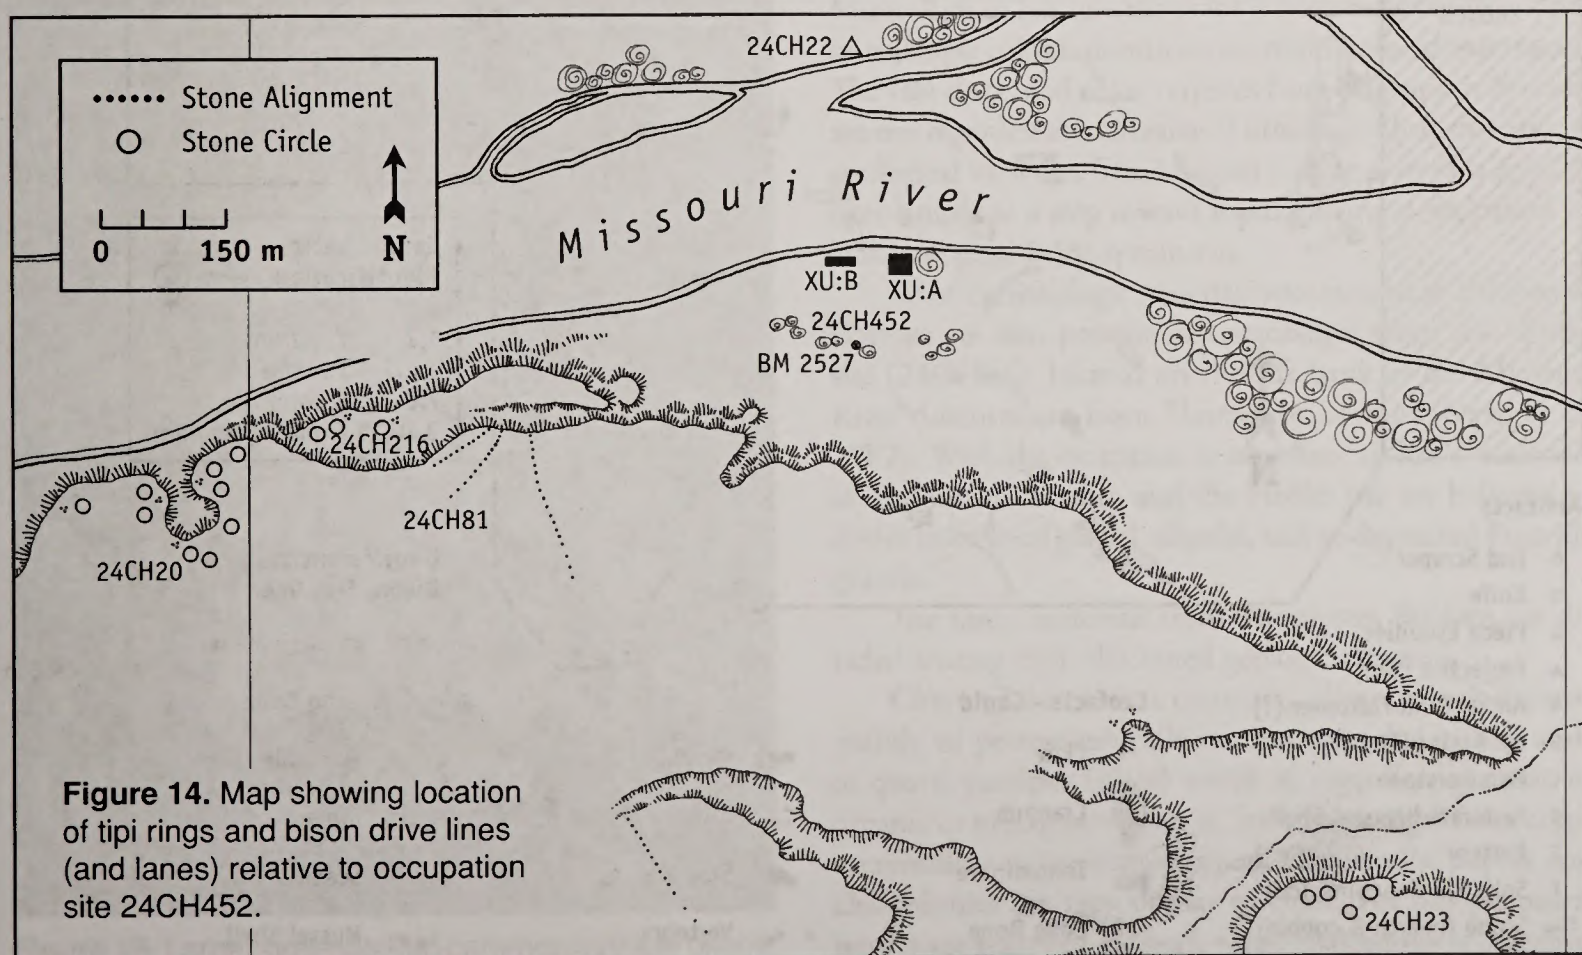 24CH22
Stone Alignment
Stone Circle
0 150 m
N
Missouri River
XU:B
XU:A
24CH452
BM 2527
24CH216
24CH81
24CH20
Figure 14. Map showing location
of tipi rings and bison drive lines
(and lanes) relative to occupation
site 24CH452.
24CH23